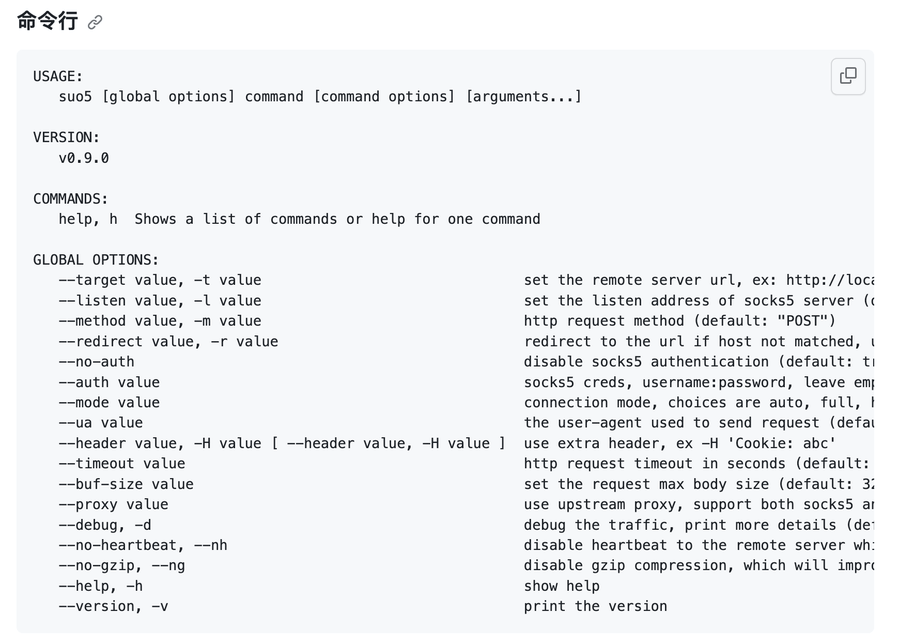 命令行
USAGE:
suo5 [global options] command [command options] [arguments...]
VERSION:
v0.9.0
COMMANDS:
help, h  Shows a list of commands or help for one command
GLOBAL OPTIONS:
--target value, -t value  set the remote server url, ex: http://loca
--listen value, -l value  set the listen address of socks5 server (
--method value, -m value  http request method (default: "POST")
--redirect value, -r value  redirect to the url if host not matched,
--no-auth  disable socks5 authentication (default: tr
--auth value  socks5 creds, username:password, leave emp
--mode value  connection mode, choices are auto, full,
--ua value  the user-agent used to send request (defau
--header value, -H value [ --header value, -H value ]  use extra header, ex -H 'Cookie: abc'
--timeout value  http request timeout in seconds (default:
--buf-size value  set the request max body size (default: 32
--proxy value  use upstream proxy, support both socks5 an
--debug, -d  debug the traffic, print more details (def
--no-heartbeat, --nh  disable heartbeat to the remote server whi
--no-gzip, --ng  disable gzip compression, which will impro
--help, -h  show help
--version, -v  print the version